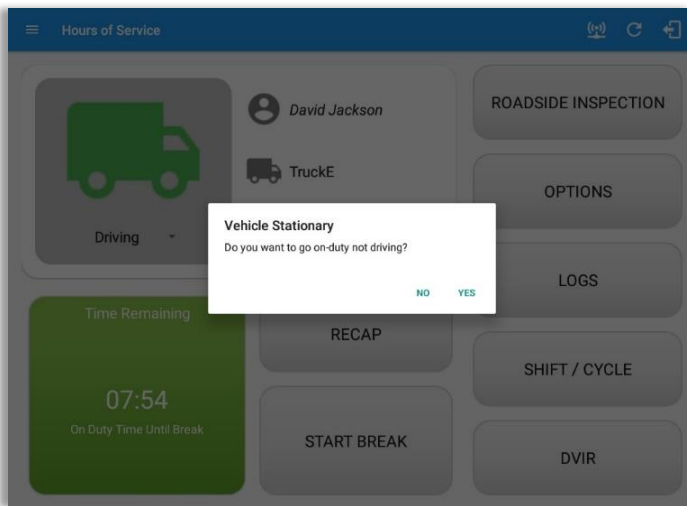 Hours of Service
David Jackson
TruckE
Driving
Vehicle Stationary
Do you want to go on-duty not driving?
NO YES
Time Remaining
07:54
On Duty Time Until Break
RECAP
START BREAK
ROADSIDE INSPECTION
OPTIONS
LOGS
SHIFT / CYCLE
DVIR